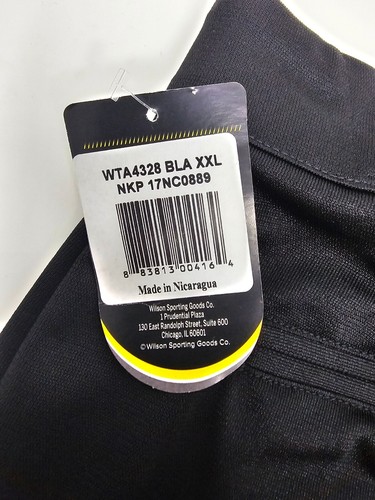 WTA4328 BLA XXL
NKP 17NC0889
8 83813 00416 4
Made in Nicaragua
Wilson Sporting Goods Co.
1 Prudential Plaza
130 East Randolph Street, Suite 600
Chicago, IL 60601
© Wilson Sporting Goods Co.